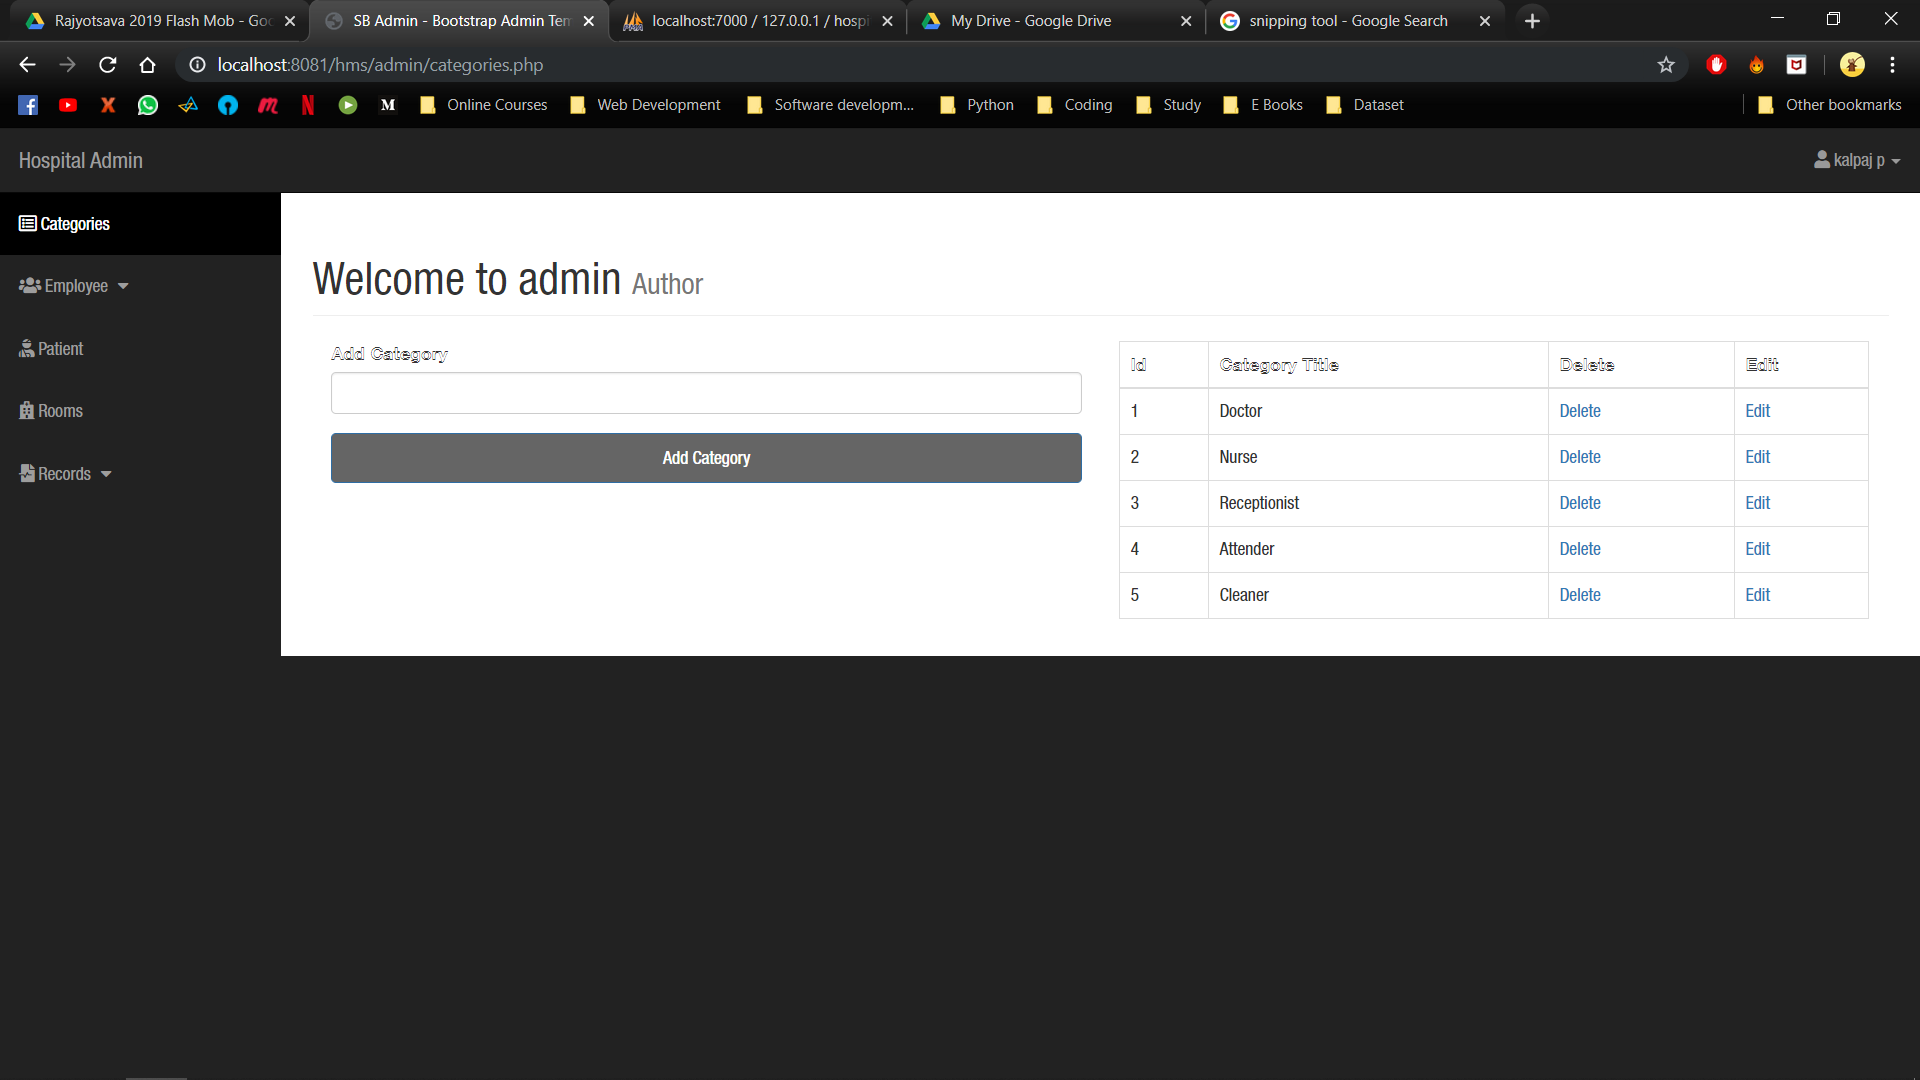 Rajyotsava 2019 Flash Mob - Goo
SB Admin - Bootstrap Admin Tem
localhost:7000 / 127.0.0.1 / hospi
My Drive - Google Drive
snipping tool - Google Search
localhost:8081/hms/admin/categories.php
Online Courses
Web Development
Software developm...
Python
Coding
Study
E Books
Dataset
Other bookmarks
Hospital Admin
kalpaj p
Categories
Employee
Patient
Rooms
Records
Welcome to admin Author
Add Category
Add Category
Id Category Title Delete Edit
1 Doctor Delete Edit
2 Nurse Delete Edit
3 Receptionist Delete Edit
4 Attender Delete Edit
5 Cleaner Delete Edit